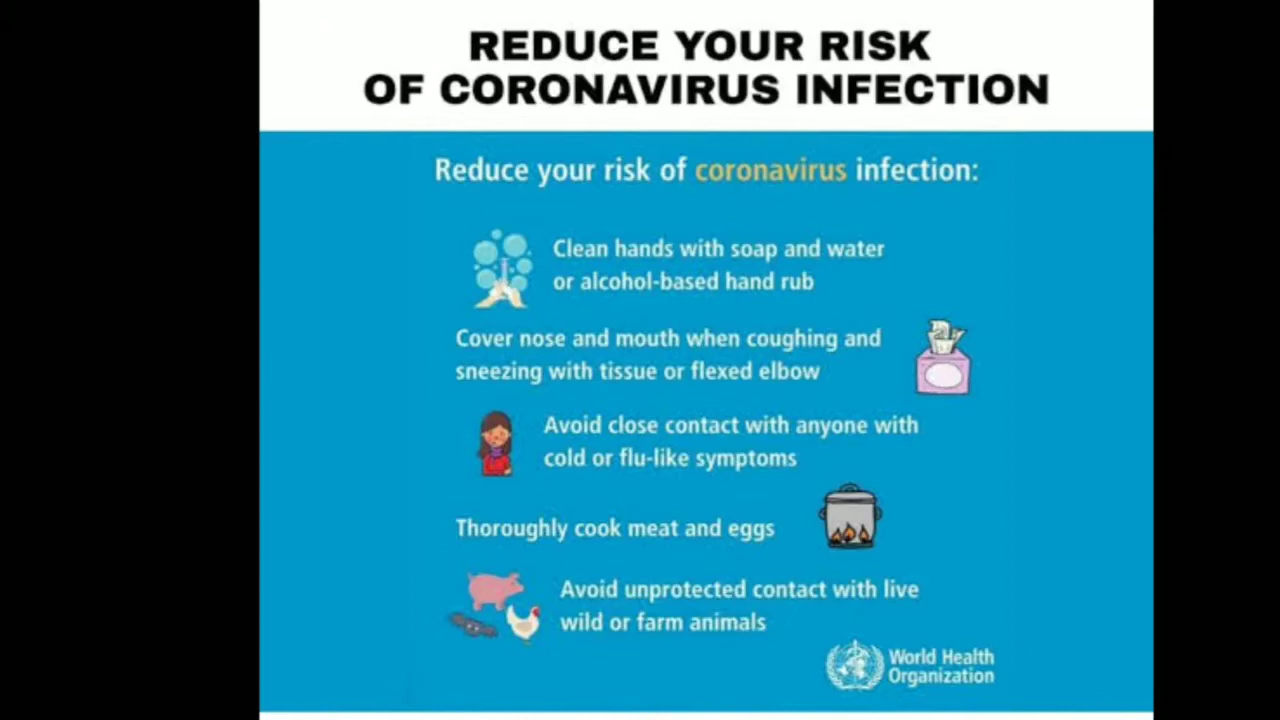 REDUCE YOUR RISK
OF CORONAVIRUS INFECTION
Reduce your risk of coronavirus infection:
Clean hands with soap and water
or alcohol-based hand rub
Cover nose and mouth when coughing and
sneezing with tissue or flexed elbow
Avoid close contact with anyone with
cold or flu-like symptoms
Thoroughly cook meat and eggs
Avoid unprotected contact with live
wild or farm animals
World Health
Organization